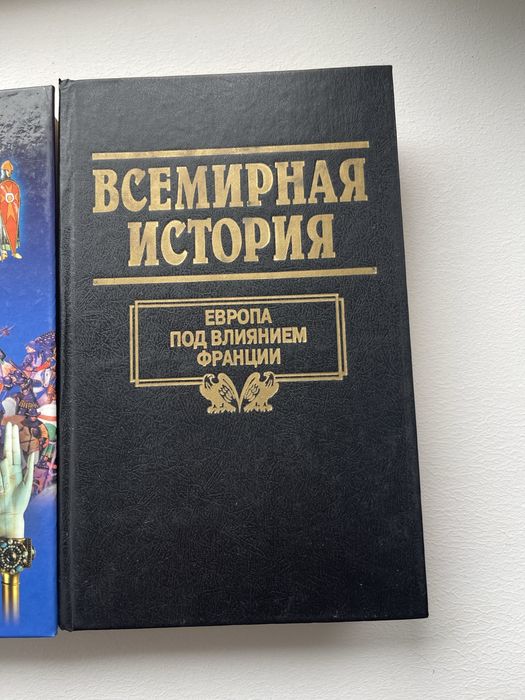 ВСЕМИРНАЯ
ИСТОРИЯ
ЕВРОПА
ПОД ВЛИЯНИЕМ
ФРАНЦИИ